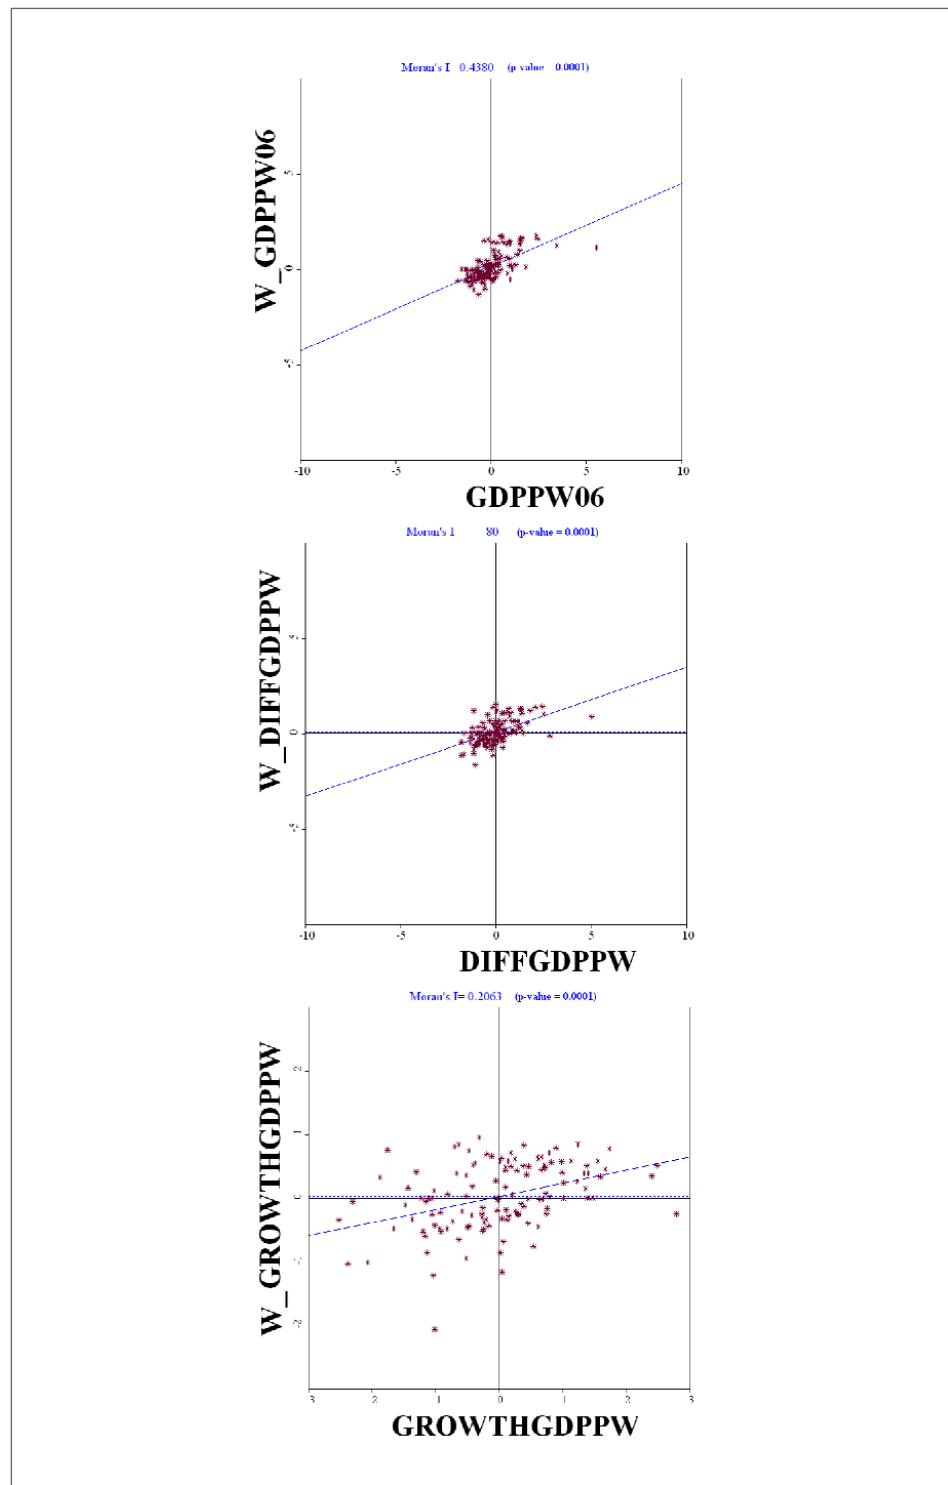 Moran's I 0.4380 (p value 0.0001)
W_GDPPW06
5
0
-5
-10 -5 0 5 10
GDPPW06
Moran's I 80 (p-value = 0.0001)
W_DIFFGDPPW
5
0
-5
-10 -5 0 5 10
DIFFGDPPW
Moran's I= 0.2063 (p-value = 0.0001)
W_GROWTHGDPPW
2
1
0
-1
-2
3 2 1 0 1 2 3
GROWTHGDPPW